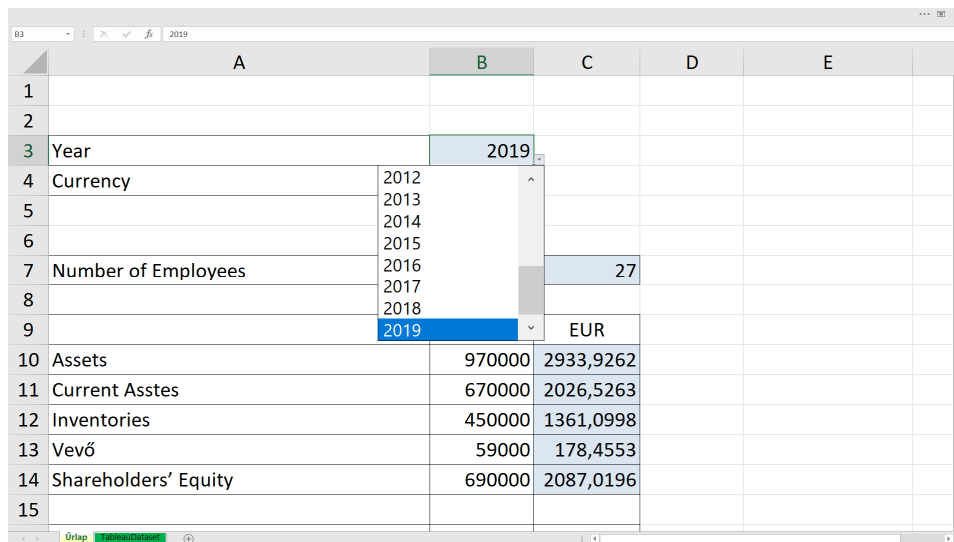 B3 fx 2019
A B C D E
1
2
3 Year 2019
4 Currency
2012
2013
5
2014
2015
6
2016
7 Number of Employees 27
2017
8
2018
9 EUR
2019
10 Assets 970000 2933,9262
11 Current Asstes 670000 2026,5263
12 Inventories 450000 1361,0998
13 Vevő 59000 178,4553
14 Shareholders’ Equity 690000 2087,0196
15
Űrlap TableauDataset